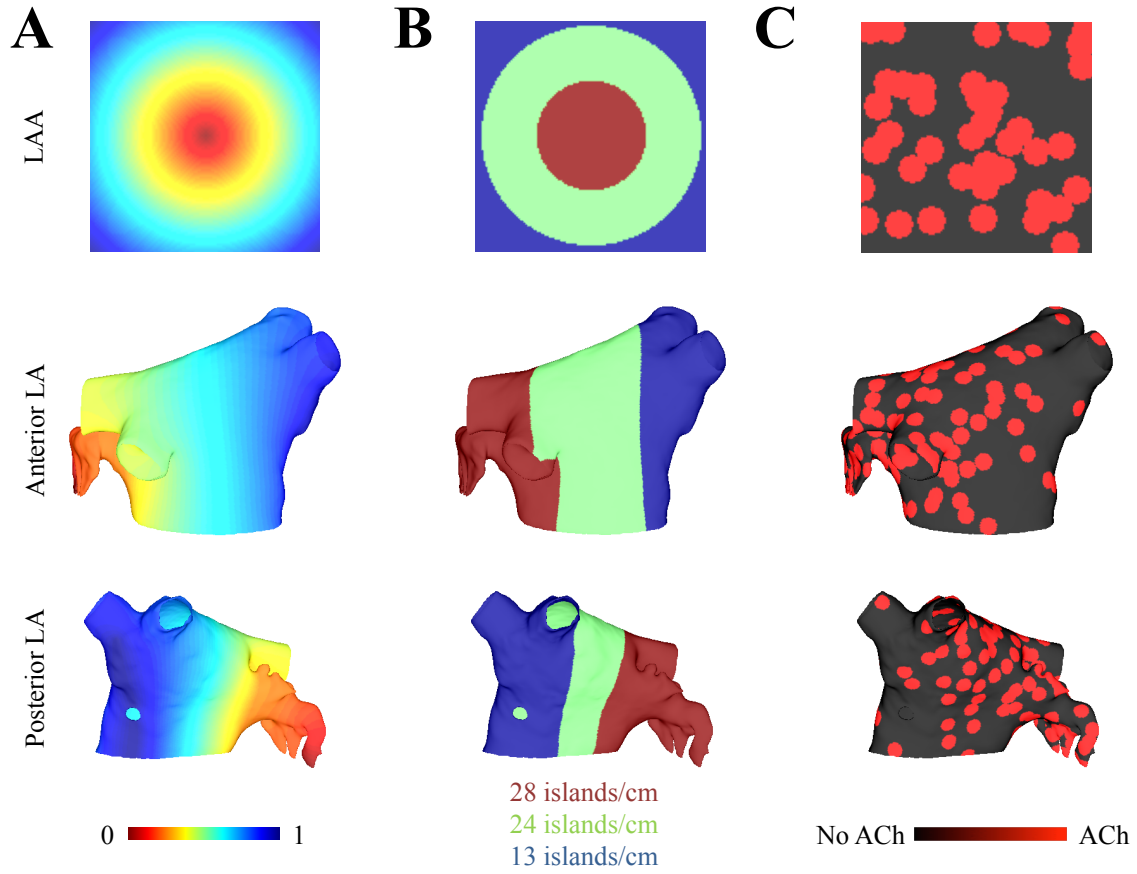 A
B
C
LAA
Anterior LA
Posterior LA
28 islands/cm
24 islands/cm
13 islands/cm
0
1
No ACh
ACh